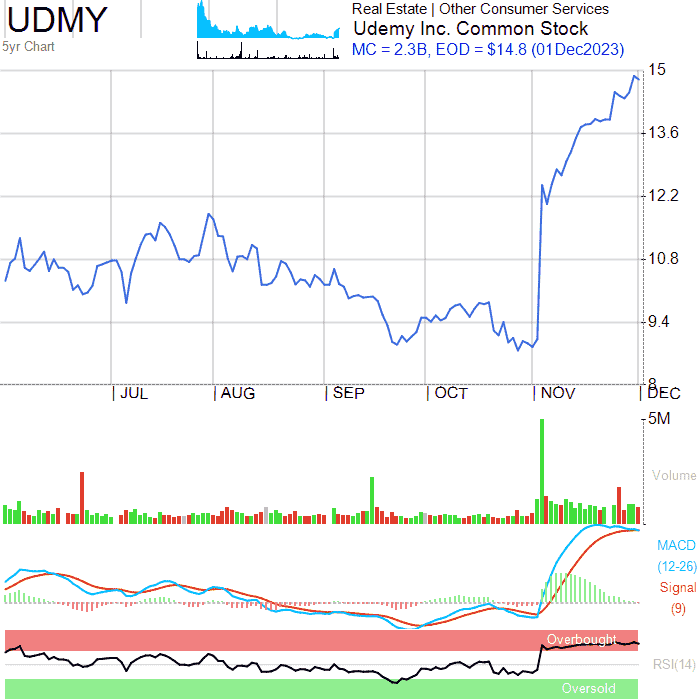 UDMY
5yr Chart
Real Estate | Other Consumer Services
Udemy Inc. Common Stock
MC = 2.3B, EOD = $14.8 (01Dec2023)
15
13.6
12.2
10.8
9.4
8
JUL
AUG
SEP
OCT
NOV
DEC
5M
Volume
MACD
(12-26)
Signal
(9)
Overbought
RSI(14)
Oversold